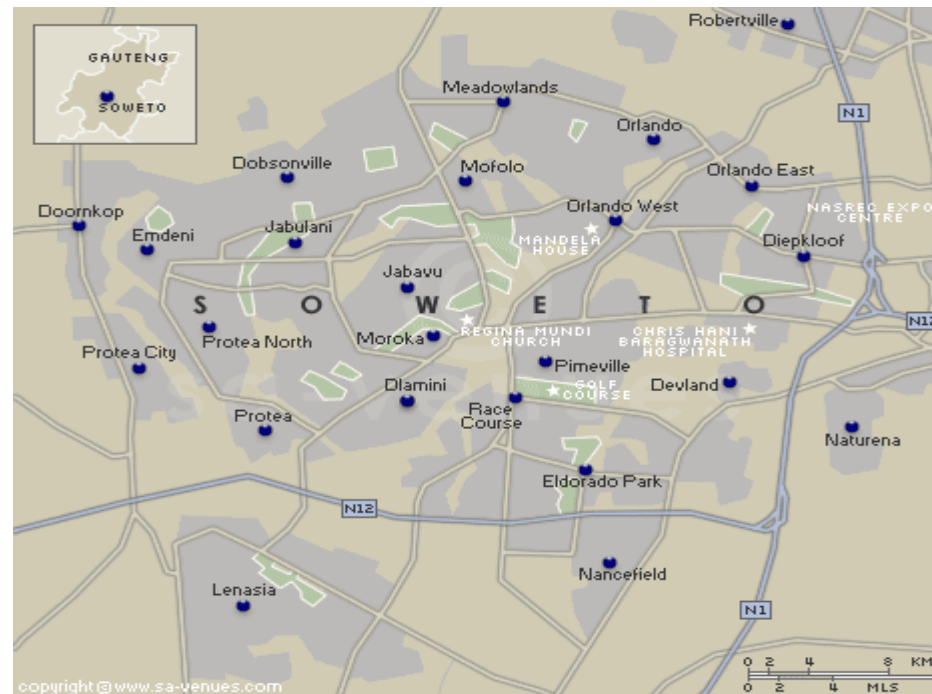 Robertville
GAUTENG
SOWETO
Meadowlands
N1
Orlando
Dobsonville
Mofolo
Orlando East
Doornkop
Orlando West
NASREC EXPO
CENTRE
Emdeni
Jabulani
MANDELA
HOUSE
Diepkloof
Jabavu
S O W E T O
N12
Protea North
Moroka
REGINA MUNDI
CHURCH
CHRIS HANI
BARAGWANATH
HOSPITAL
Protea City
Pimeville
Dlamini
GOLF
COURSE
Devland
Protea
Race
Course
Naturena
Eldorado Park
N12
Nancefield
Lenasia
N1
0 2 4 8 KM
0 2 4 8 MLS
copyright@www.sa-venues.com